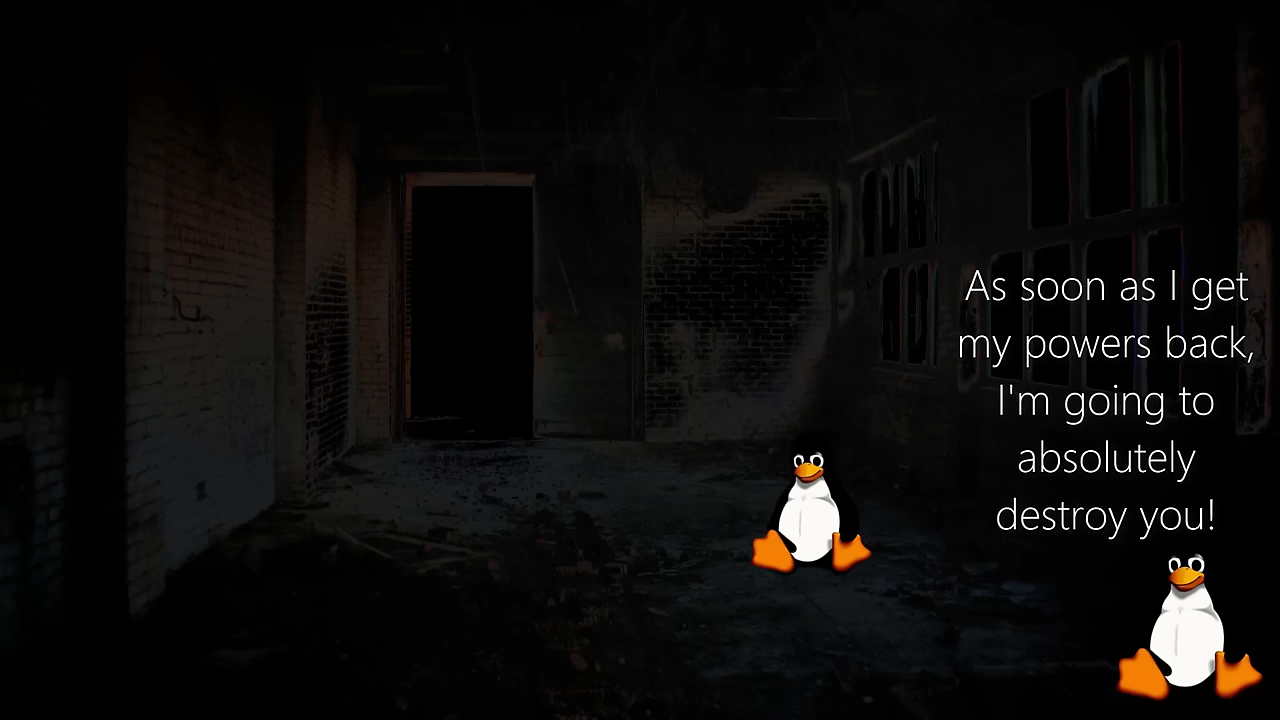 As soon as I get
my powers back,
I'm going to
absolutely
destroy you!